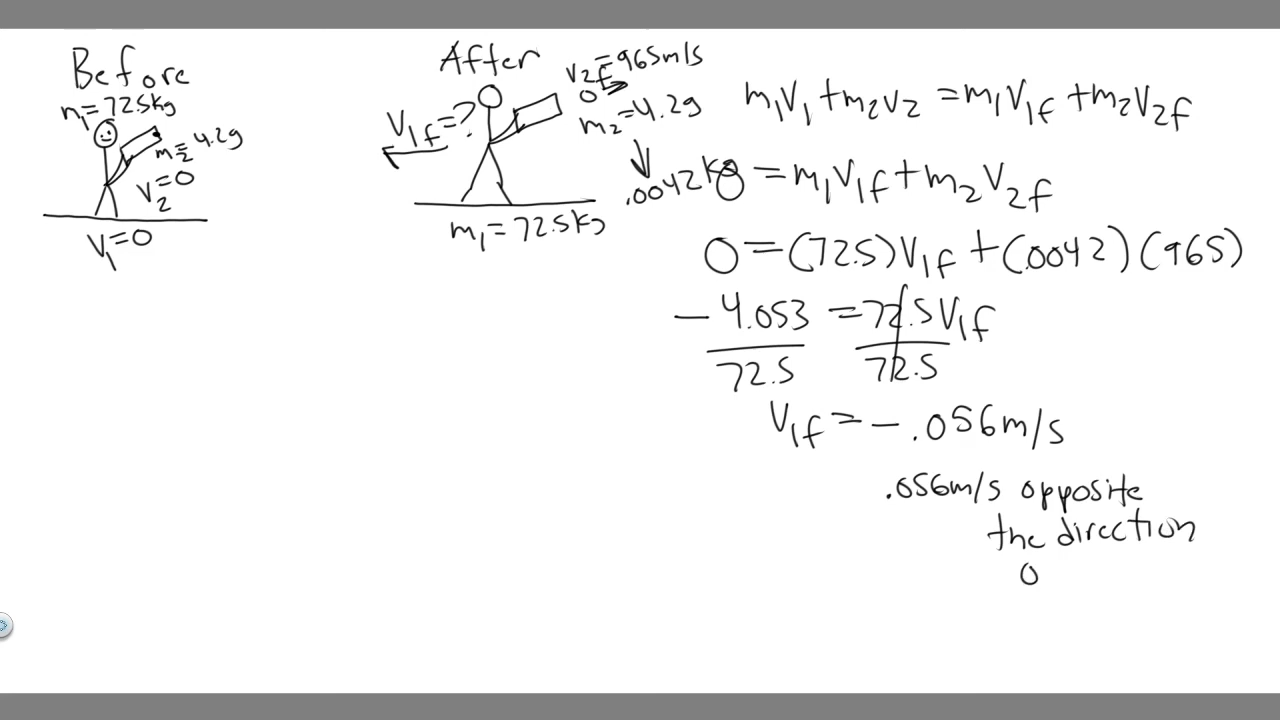 Before
m₁=72.5kg
m₂=4.2g
V₂=0
V₁=0
After
V₂f=965m/s
m₂=4.2g
V₁f=?
.0042kg
m₁=72.5kg
m₁V₁+m₂V₂=m₁V₁f+m₂V₂f
0=m₁V₁f+m₂V₂f
0=(72.5)V₁f+(.0042)(965)
-4.053=72.5V₁f
72.5 72.5
V₁f=-.056m/s
.056m/s opposite
the direction
o